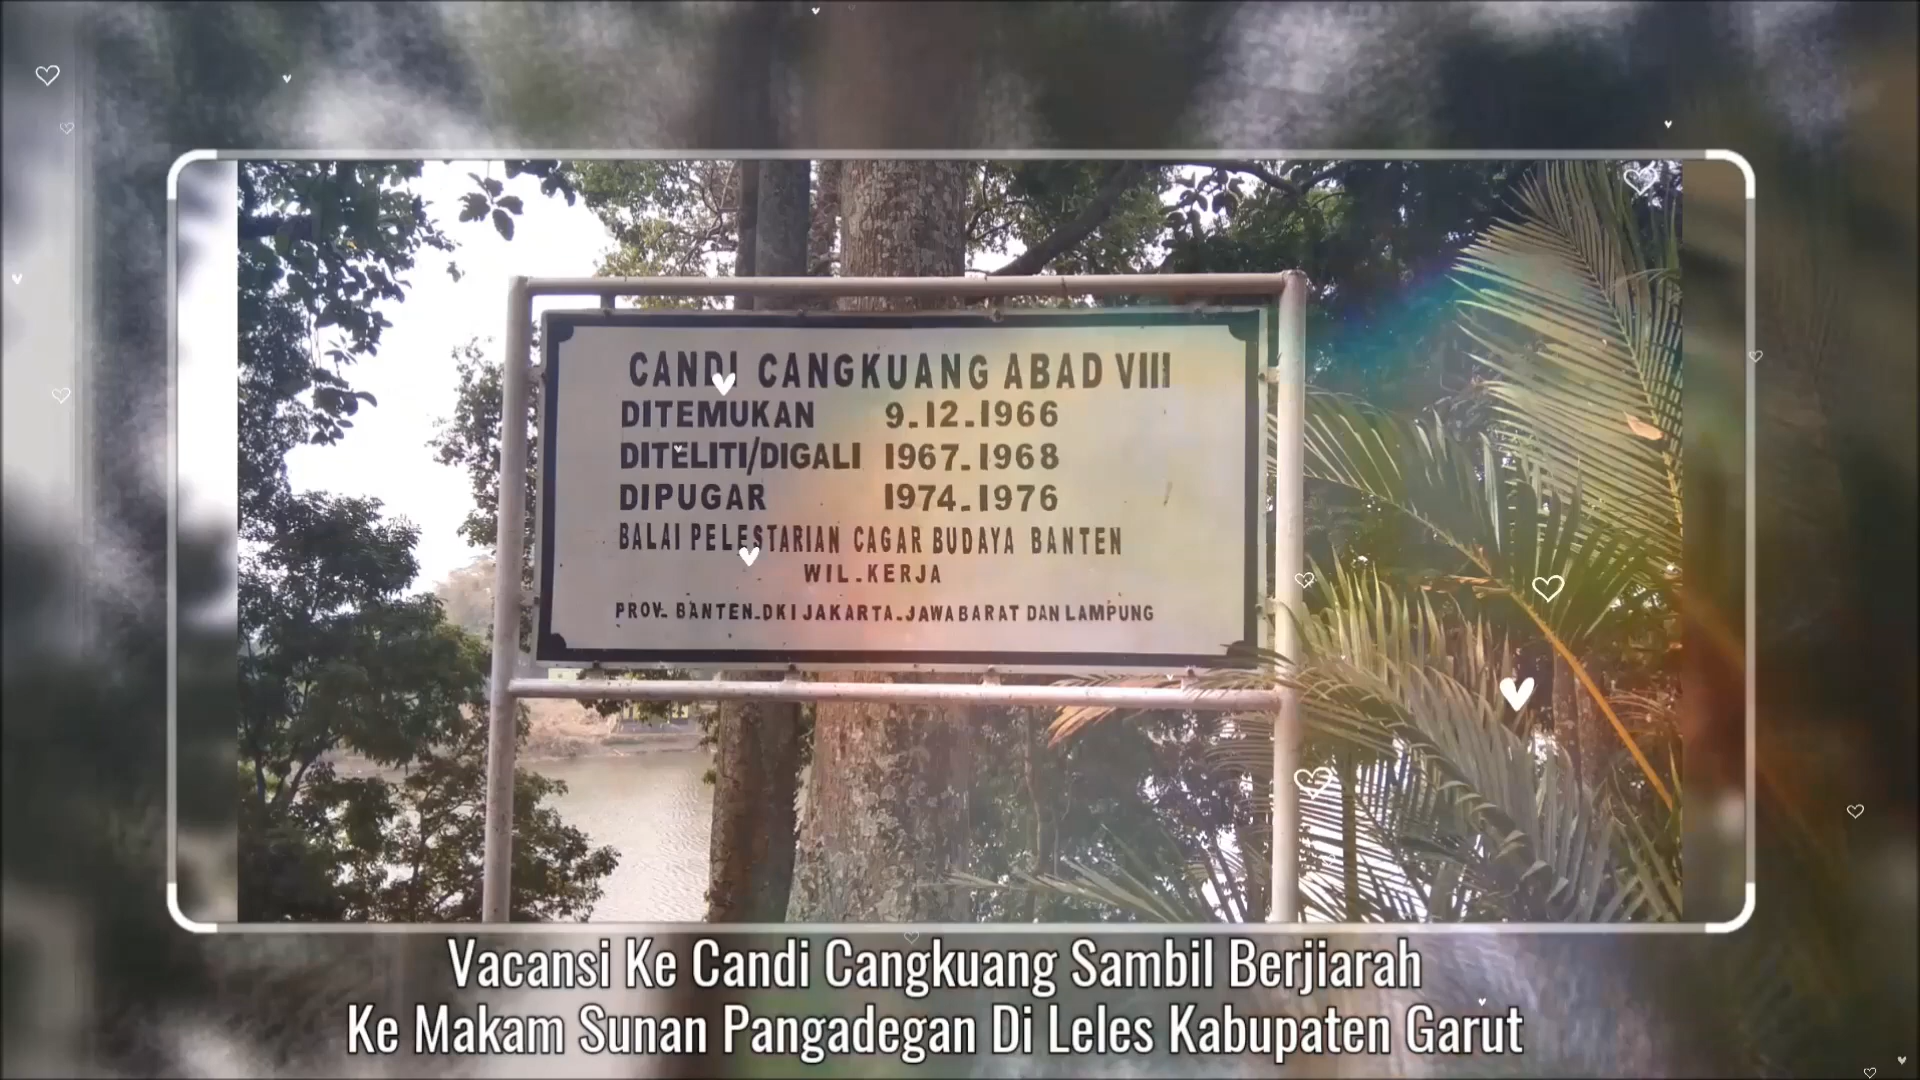 CANDI CANGKUANG ABAD VIII
DITEMUKAN 9.12.1966
DITELITI/DIGALI 1967-1968
DIPUGAR 1974-1976
BALAI PELESTARIAN CAGAR BUDAYA BANTEN
WIL.KERJA
PROV. BANTEN.DKI JAKARTA.JAWA BARAT DAN LAMPUNG
Vacansi Ke Candi Cangkuang Sambil Berjiarah
Ke Makam Sunan Pangadegan Di Leles Kabupaten Garut